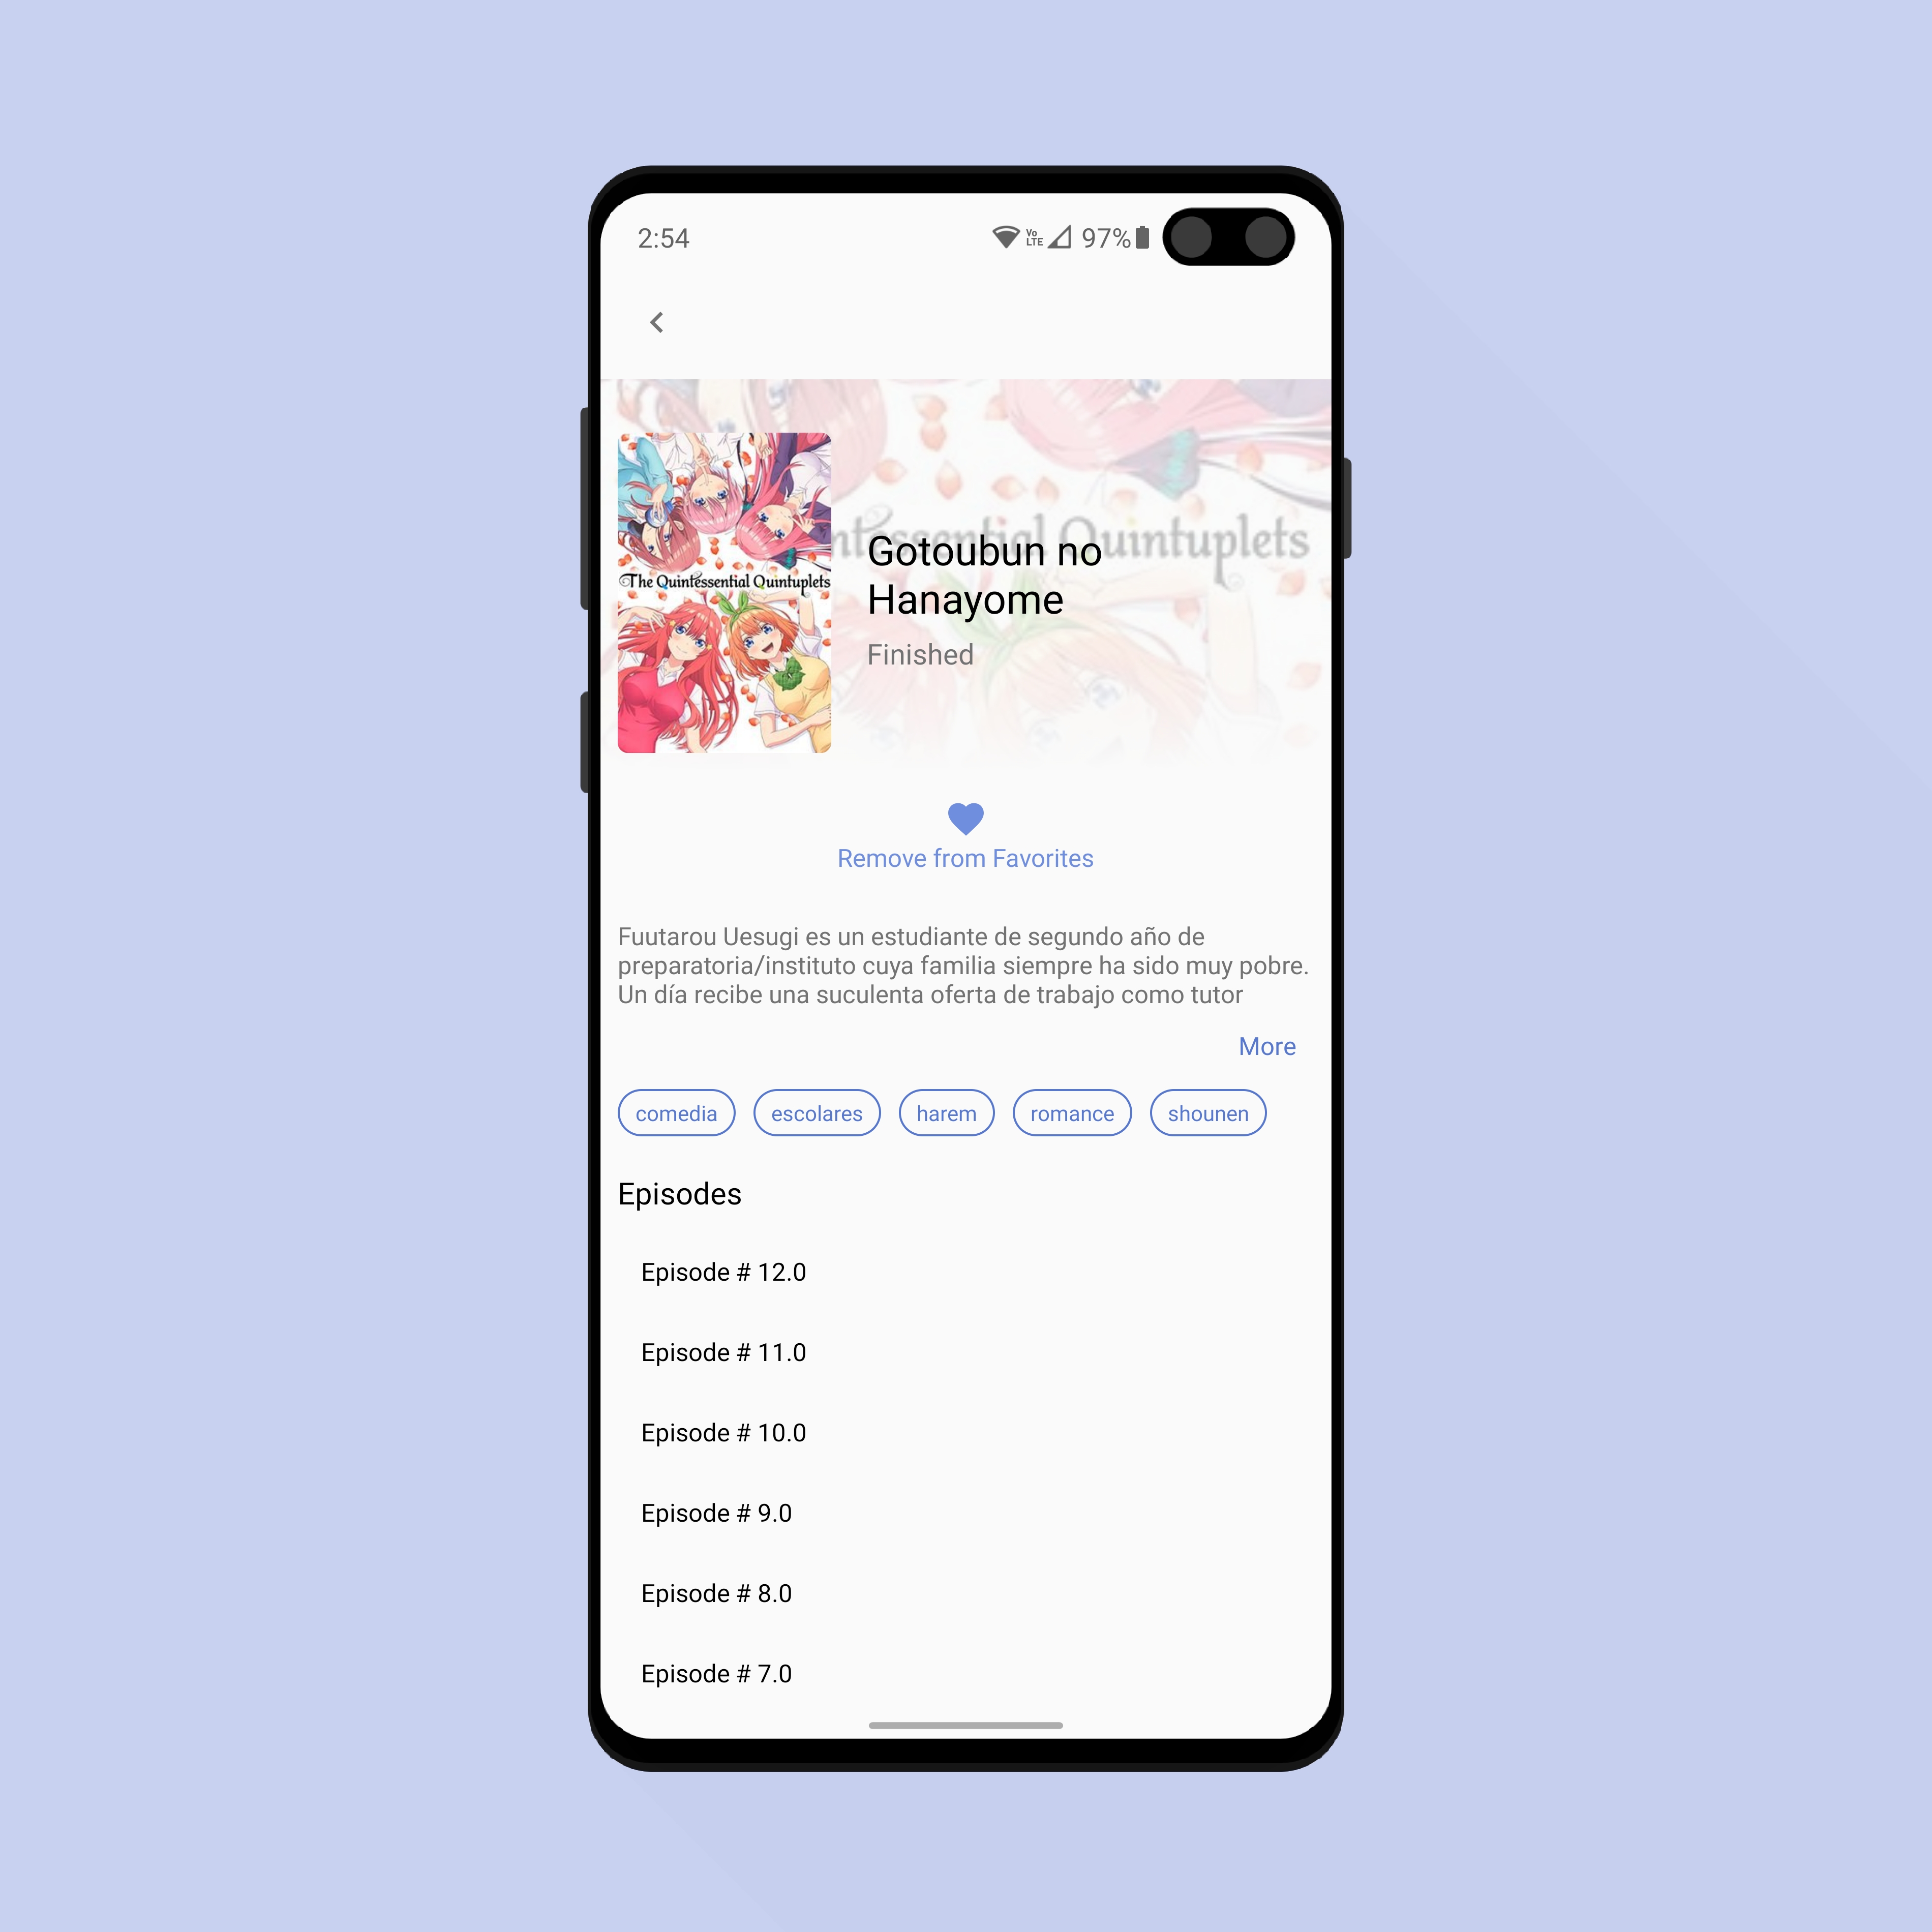 2:54
Vo
LTE
97%
The Quintessential Quintuplets
ntessential Quintuplets
Gotoubun no
Hanayome
Finished
Remove from Favorites
Fuutarou Uesugi es un estudiante de segundo año de
preparatoria/instituto cuya familia siempre ha sido muy pobre.
Un día recibe una suculenta oferta de trabajo como tutor
More
comedia
escolares
harem
romance
shounen
Episodes
Episode # 12.0
Episode # 11.0
Episode # 10.0
Episode # 9.0
Episode # 8.0
Episode # 7.0